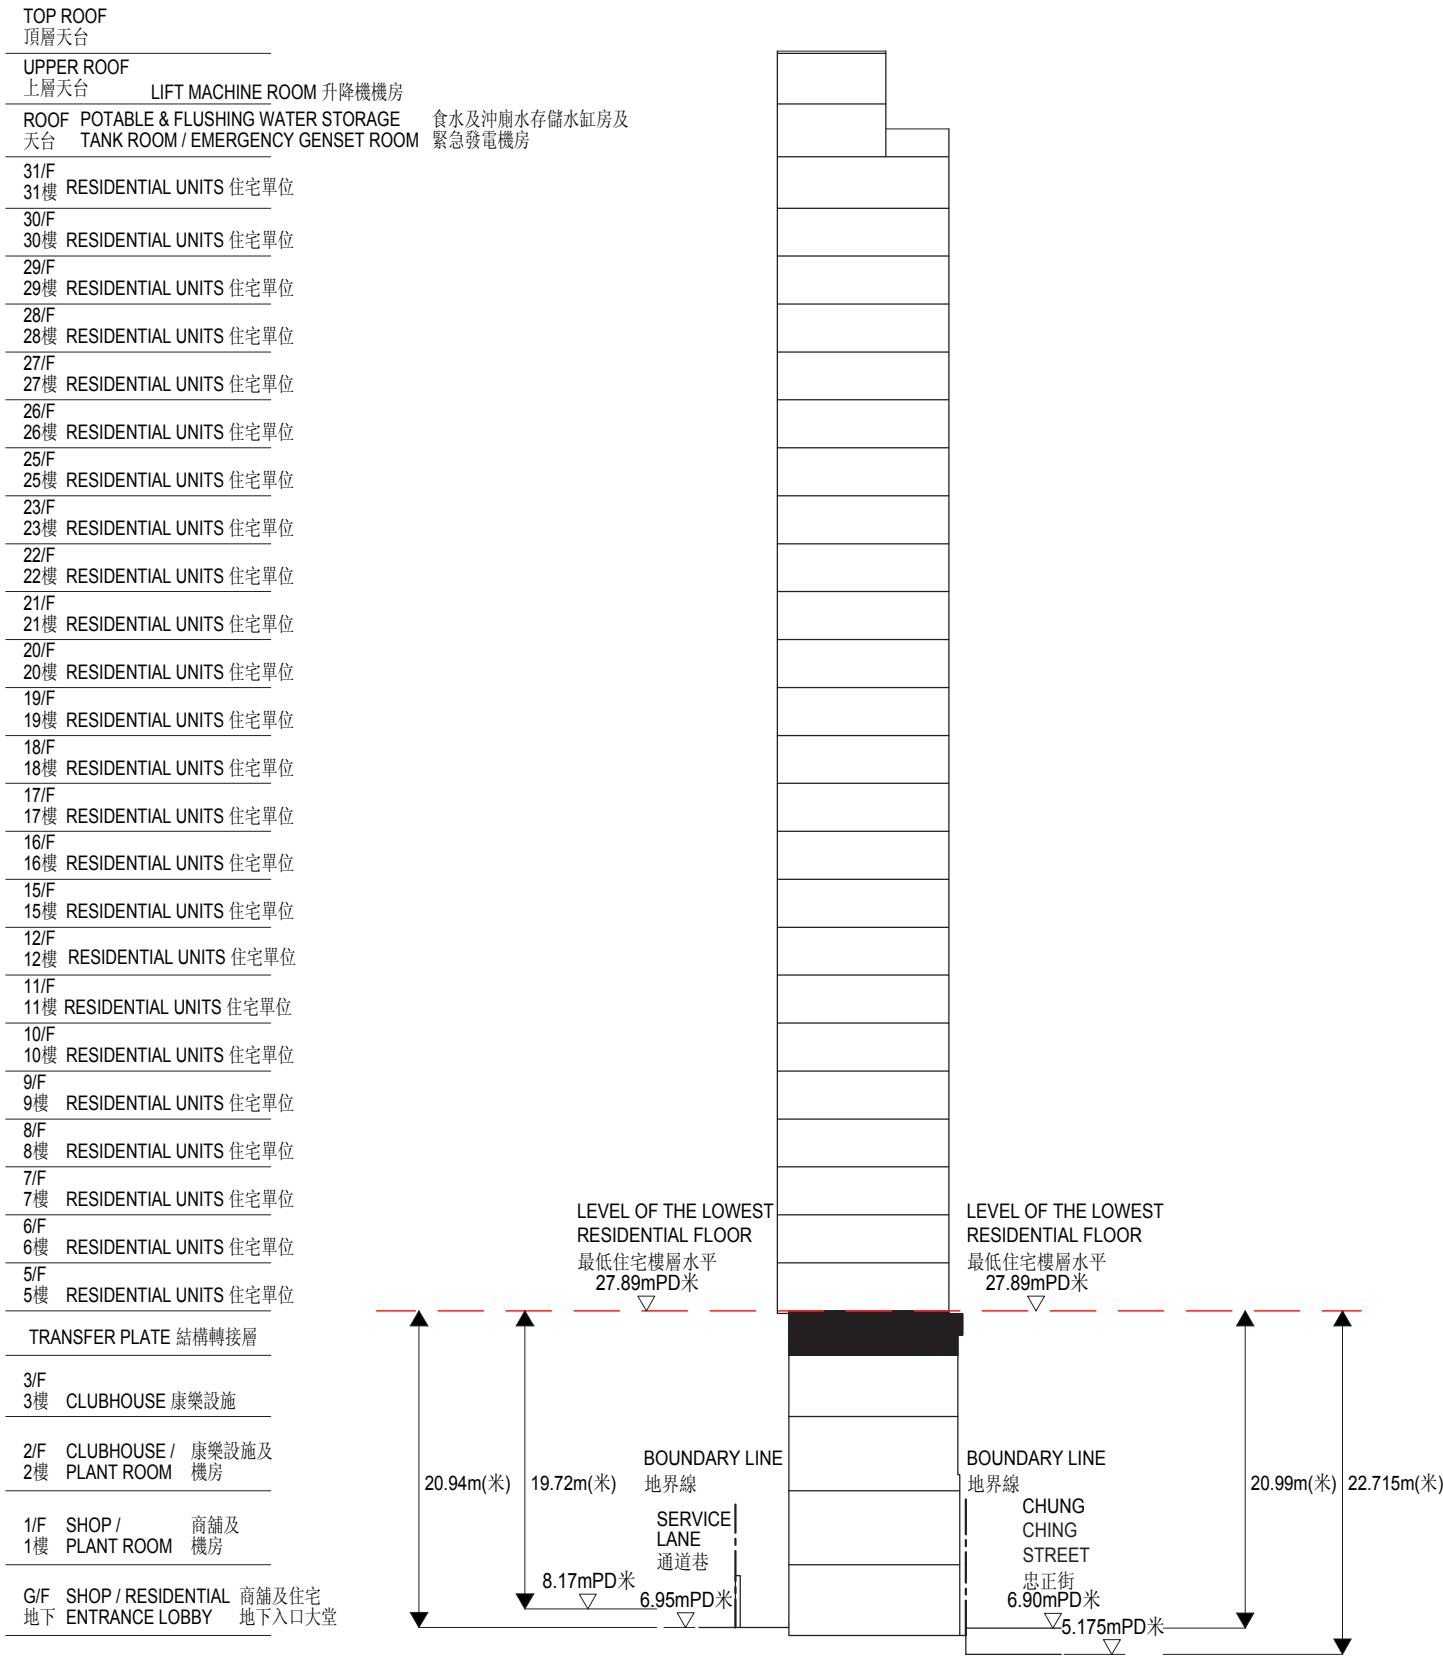 TOP ROOF
頂層天台
UPPER ROOF
上層天台 LIFT MACHINE ROOM 升降機機房
ROOF POTABLE & FLUSHING WATER STORAGE 食水及沖廁水存儲水缸房及
天台 TANK ROOM / EMERGENCY GENSET ROOM 緊急發電機房
31/F
31樓 RESIDENTIAL UNITS 住宅單位
30/F
30樓 RESIDENTIAL UNITS 住宅單位
29/F
29樓 RESIDENTIAL UNITS 住宅單位
28/F
28樓 RESIDENTIAL UNITS 住宅單位
27/F
27樓 RESIDENTIAL UNITS 住宅單位
26/F
26樓 RESIDENTIAL UNITS 住宅單位
25/F
25樓 RESIDENTIAL UNITS 住宅單位
23/F
23樓 RESIDENTIAL UNITS 住宅單位
22/F
22樓 RESIDENTIAL UNITS 住宅單位
21/F
21樓 RESIDENTIAL UNITS 住宅單位
20/F
20樓 RESIDENTIAL UNITS 住宅單位
19/F
19樓 RESIDENTIAL UNITS 住宅單位
18/F
18樓 RESIDENTIAL UNITS 住宅單位
17/F
17樓 RESIDENTIAL UNITS 住宅單位
16/F
16樓 RESIDENTIAL UNITS 住宅單位
15/F
15樓 RESIDENTIAL UNITS 住宅單位
12/F
12樓 RESIDENTIAL UNITS 住宅單位
11/F
11樓 RESIDENTIAL UNITS 住宅單位
10/F
10樓 RESIDENTIAL UNITS 住宅單位
9/F
9樓 RESIDENTIAL UNITS 住宅單位
8/F
8樓 RESIDENTIAL UNITS 住宅單位
7/F
7樓 RESIDENTIAL UNITS 住宅單位
6/F
6樓 RESIDENTIAL UNITS 住宅單位
5/F
5樓 RESIDENTIAL UNITS 住宅單位
TRANSFER PLATE 結構轉接層
3/F
3樓 CLUBHOUSE 康樂設施
2/F CLUBHOUSE / 康樂設施及
2樓 PLANT ROOM 機房
1/F SHOP / 商舖及
1樓 PLANT ROOM 機房
G/F SHOP / RESIDENTIAL 商舖及住宅
地下 ENTRANCE LOBBY 地下入口大堂
LEVEL OF THE LOWEST
RESIDENTIAL FLOOR
最低住宅樓層水平
27.89mPD米
LEVEL OF THE LOWEST
RESIDENTIAL FLOOR
最低住宅樓層水平
27.89mPD米
20.94m(米)
19.72m(米)
BOUNDARY LINE
地界線
SERVICE
LANE
通道巷
8.17mPD米
6.95mPD米
BOUNDARY LINE
地界線
CHUNG
CHING
STREET
忠正街
6.90mPD米
5.175mPD米
20.99m(米)
22.715m(米)